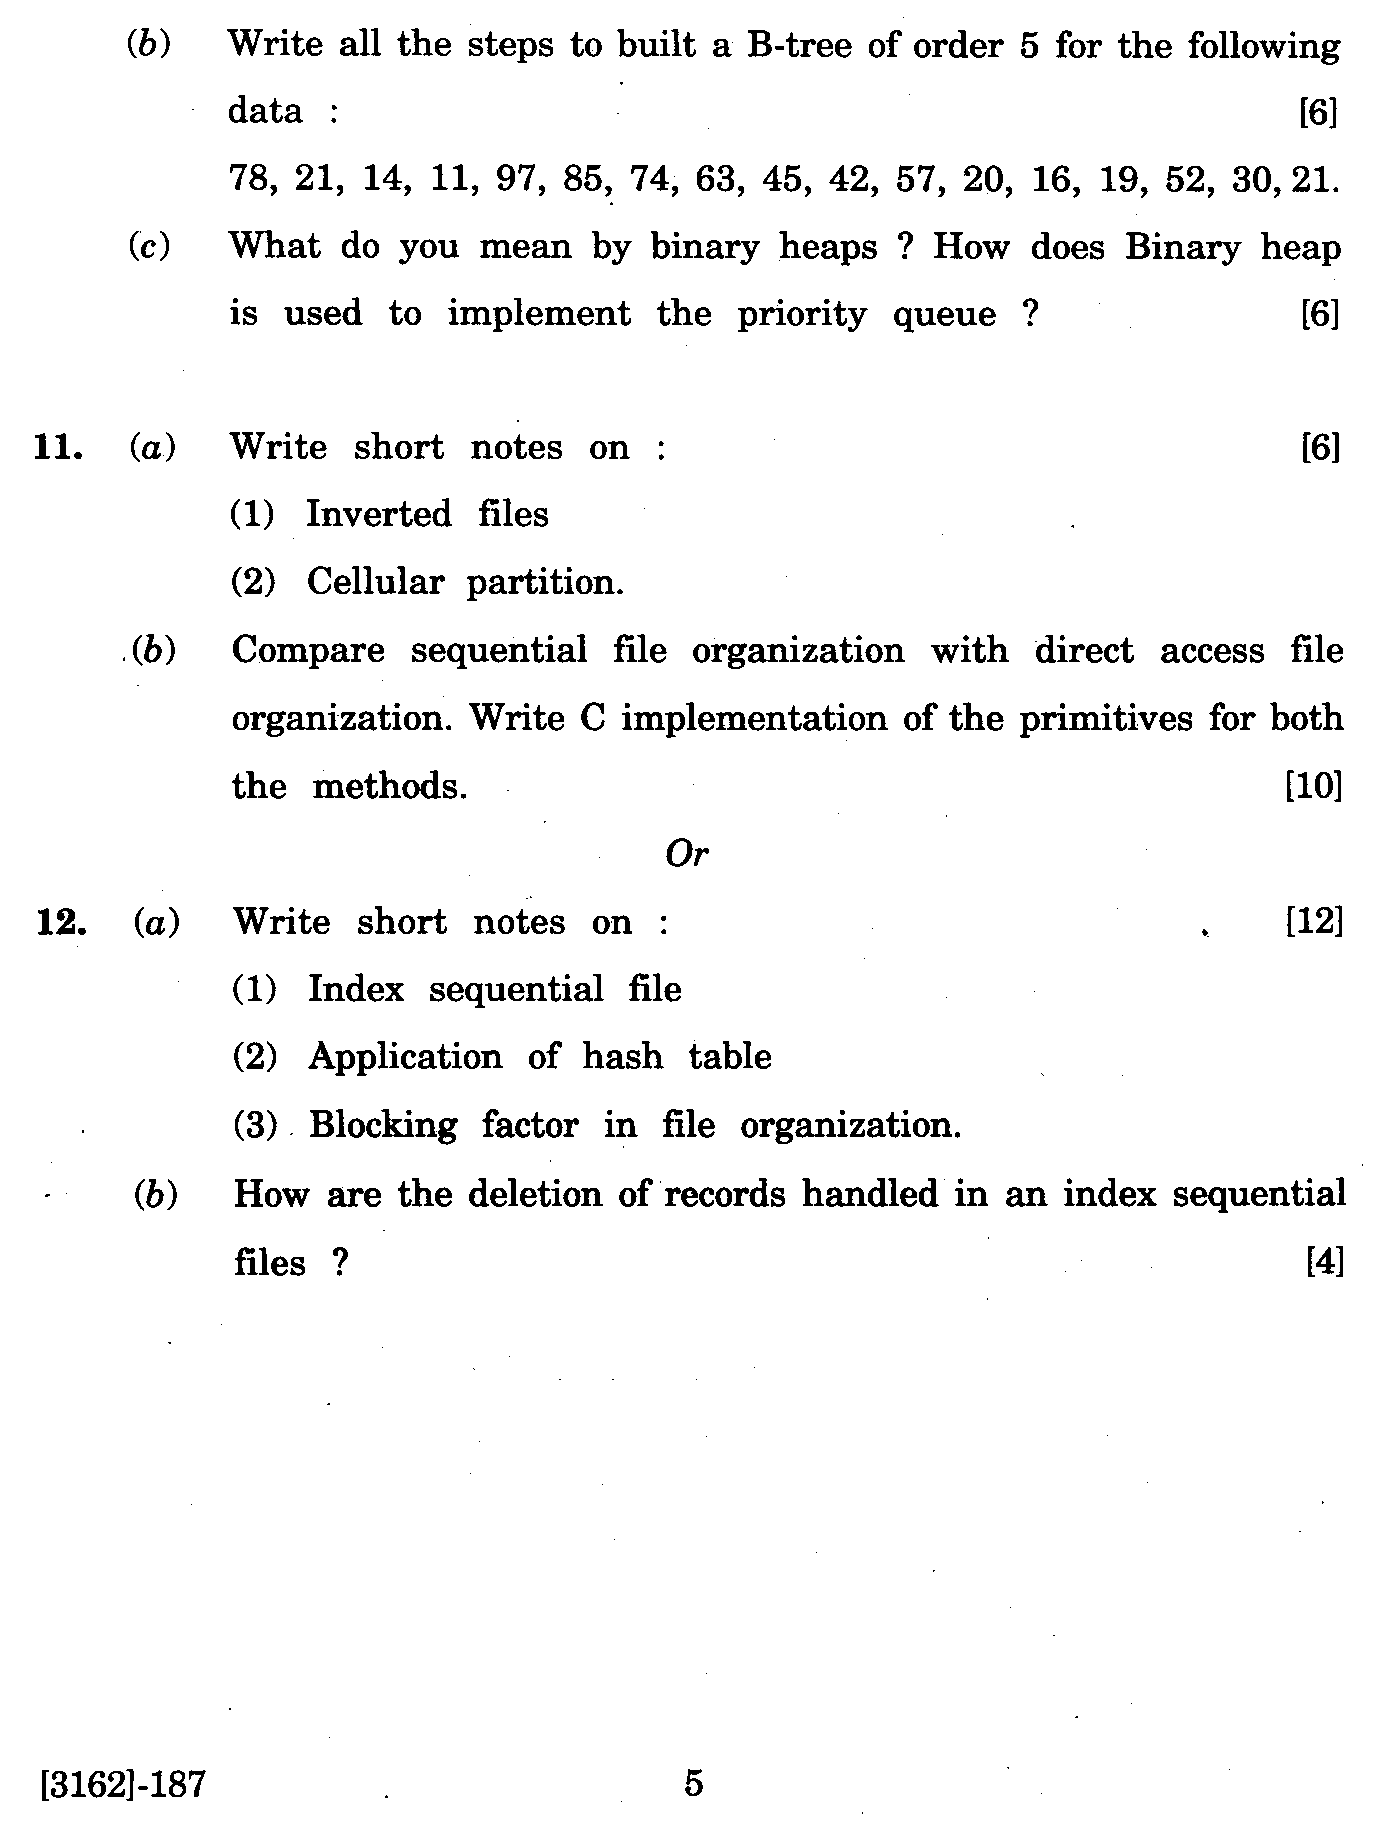 (b) Write all the steps to built a B-tree of order 5 for the following
data : [6]
78, 21, 14, 11, 97, 85, 74, 63, 45, 42, 57, 20, 16, 19, 52, 30, 21.
(c) What do you mean by binary heaps ? How does Binary heap
is used to implement the priority queue ? [6]
11. (a) Write short notes on : [6]
(1) Inverted files
(2) Cellular partition.
(b) Compare sequential file organization with direct access file
organization. Write C implementation of the primitives for both
the methods. [10]
Or
12. (a) Write short notes on : [12]
(1) Index sequential file
(2) Application of hash table
(3) Blocking factor in file organization.
(b) How are the deletion of records handled in an index sequential
files ? [4]
[3162]-187 5